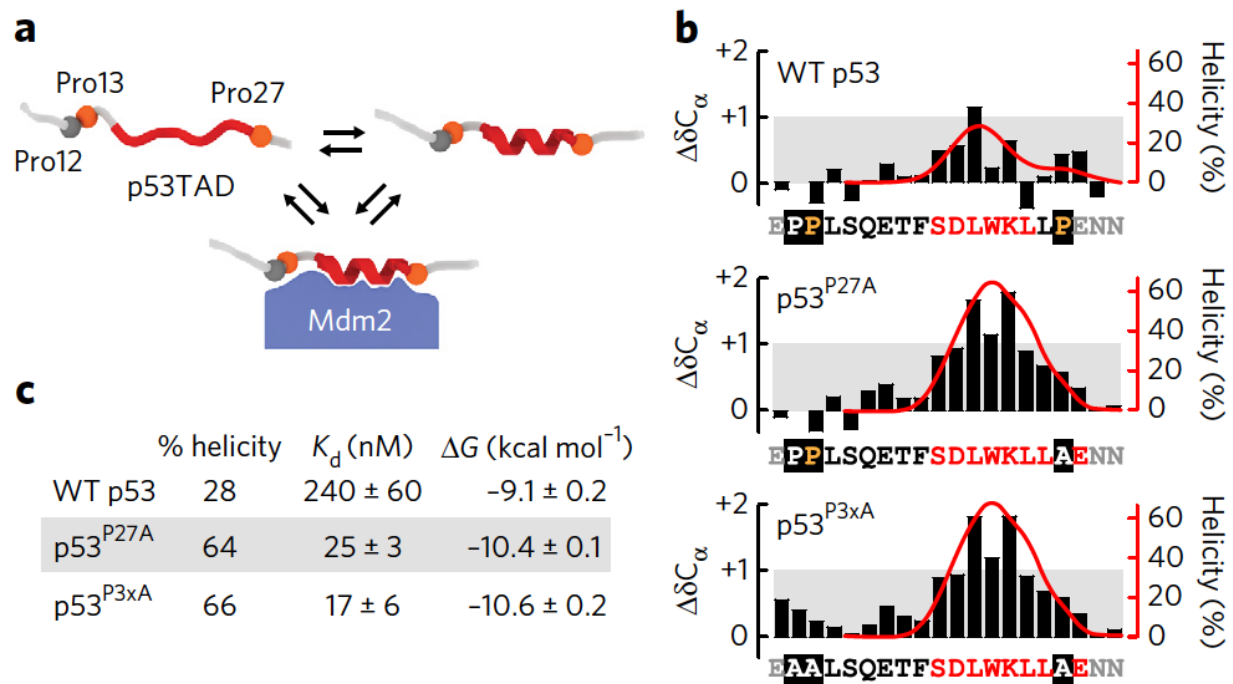 a
Pro13
Pro27
Pro12
p53TAD
Mdm2
b
+2
+1
0
ΔδCα
WT p53
60
40
20
0
Helicity (%)
EPPLSQETFSDLWKLLPENN
+2
+1
0
ΔδCα
p53P27A
60
40
20
0
Helicity (%)
EPPLSQETFSDLWKLLAENN
+2
+1
0
ΔδCα
p53P3xA
60
40
20
0
Helicity (%)
EAALSQETFSDLWKLLAENN
c
% helicity Kd (nM) ΔG (kcal mol−1)
WT p53 28 240 ± 60 −9.1 ± 0.2
p53P27A 64 25 ± 3 −10.4 ± 0.1
p53P3xA 66 17 ± 6 −10.6 ± 0.2